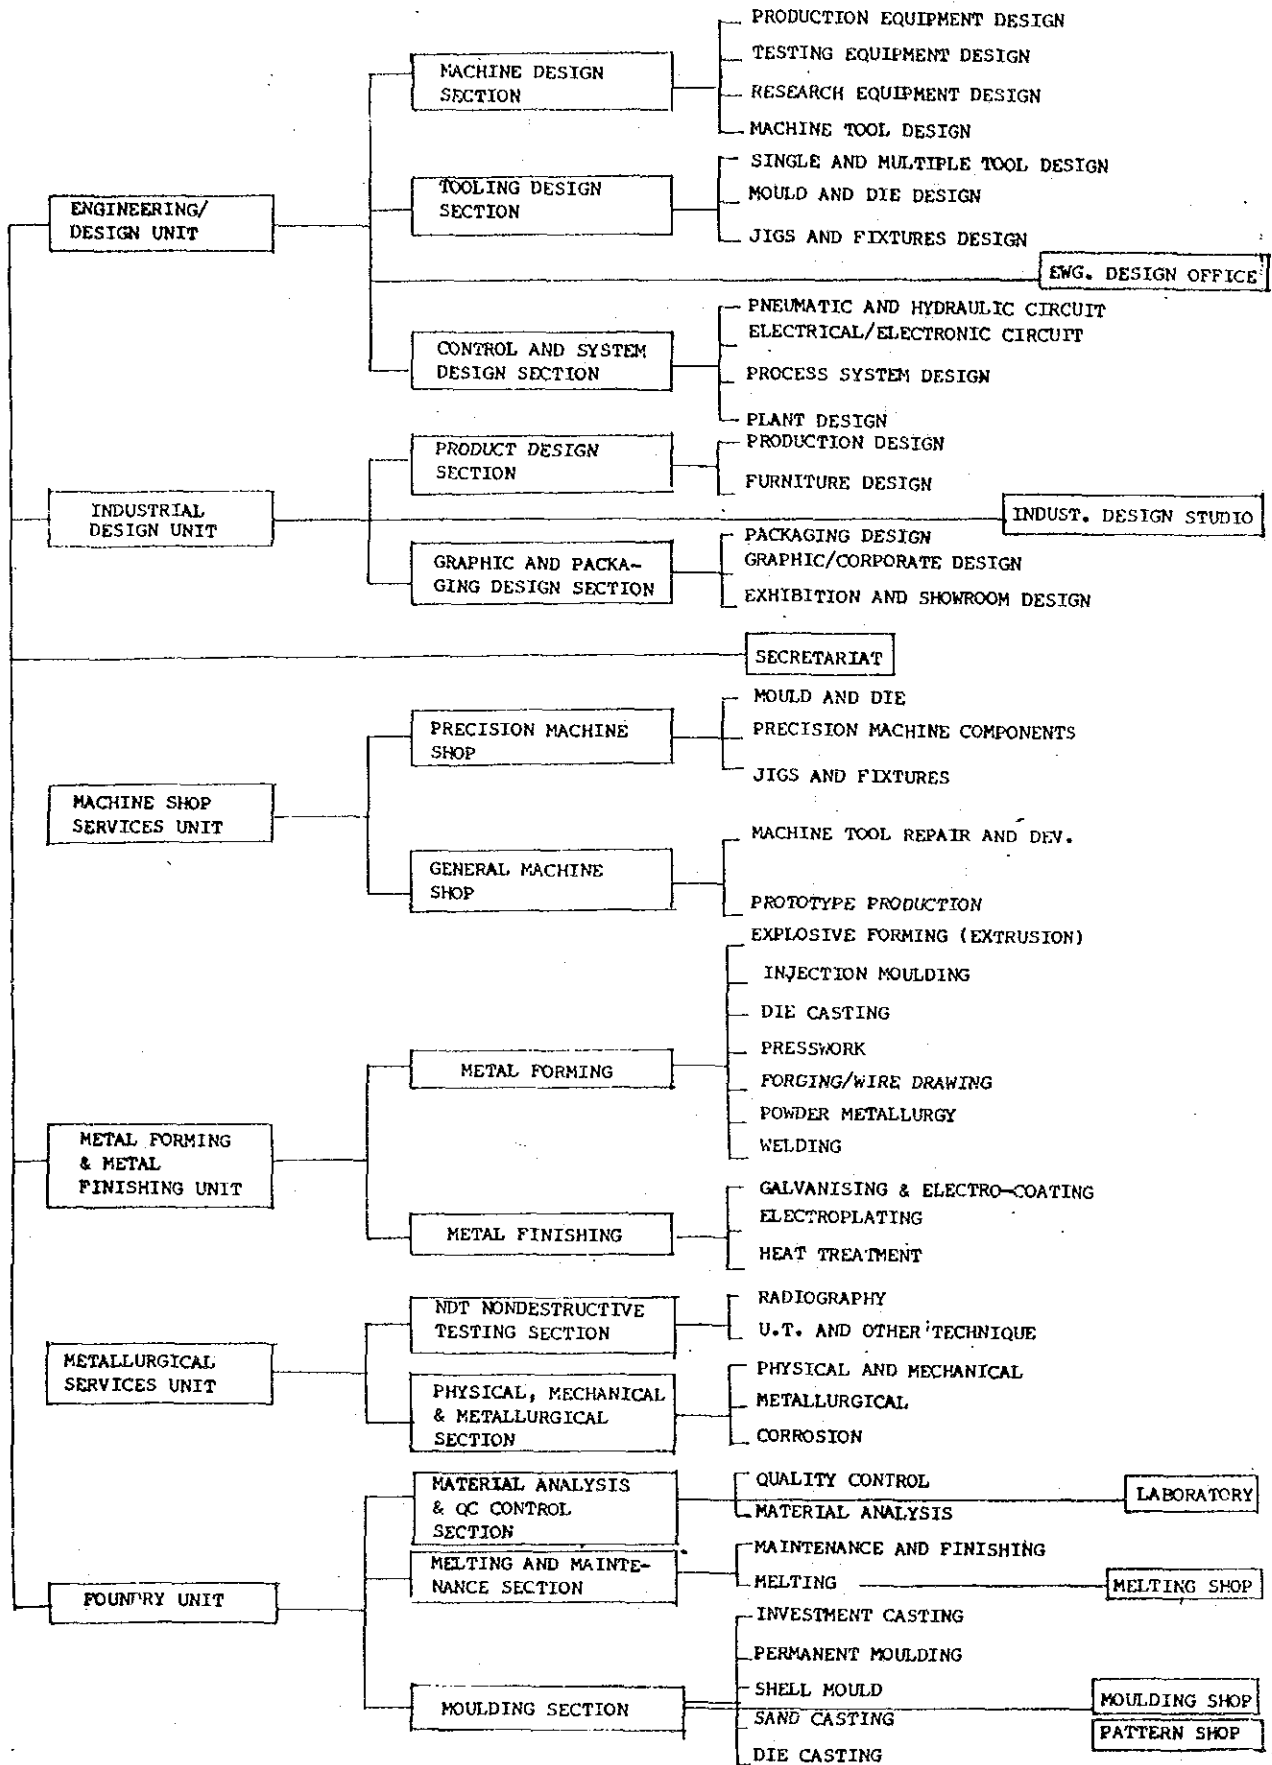 PRODUCTION EQUIPMENT DESIGN
TESTING EQUIPMENT DESIGN
MACHINE DESIGN
SECTION
RESEARCH EQUIPMENT DESIGN
MACHINE TOOL DESIGN
SINGLE AND MULTIPLE TOOL DESIGN
TOOLING DESIGN
SECTION
MOULD AND DIE DESIGN
JIGS AND FIXTURES DESIGN
ENGINEERING/
DESIGN UNIT
EWG. DESIGN OFFICE
PNEUMATIC AND HYDRAULIC CIRCUIT
ELECTRICAL/ELECTRONIC CIRCUIT
CONTROL AND SYSTEM
DESIGN SECTION
PROCESS SYSTEM DESIGN
PLANT DESIGN
PRODUCT DESIGN
SECTION
PRODUCTION DESIGN
FURNITURE DESIGN
INDUSTRIAL
DESIGN UNIT
INDUST. DESIGN STUDIO
PACKAGING DESIGN
GRAPHIC/CORPORATE DESIGN
GRAPHIC AND PACKA-
GING DESIGN SECTION
EXHIBITION AND SHOWROOM DESIGN
SECRETARIAT
MOULD AND DIE
PRECISION MACHINE
SHOP
PRECISION MACHINE COMPONENTS
JIGS AND FIXTURES
MACHINE SHOP
SERVICES UNIT
MACHINE TOOL REPAIR AND DEV.
GENERAL MACHINE
SHOP
PROTOTYPE PRODUCTION
EXPLOSIVE FORMING (EXTRUSION)
INJECTION MOULDING
DIE CASTING
PRESSWORK
METAL FORMING
FORGING/WIRE DRAWING
POWDER METALLURGY
WELDING
METAL FORMING
& METAL
FINISHING UNIT
GALVANISING & ELECTRO-COATING
ELECTROPLATING
METAL FINISHING
HEAT TREATMENT
NDT NONDESTRUCTIVE
TESTING SECTION
RADIOGRAPHY
U.T. AND OTHER TECHNIQUE
METALLURGICAL
SERVICES UNIT
PHYSICAL, MECHANICAL
& METALLURGICAL
SECTION
PHYSICAL AND MECHANICAL
METALLURGICAL
CORROSION
MATERIAL ANALYSIS
& QC CONTROL
SECTION
QUALITY CONTROL
LABORATORY
MATERIAL ANALYSIS
MELTING AND MAINTE-
NANCE SECTION
MAINTENANCE AND FINISHING
MELTING
MELTING SHOP
FOUNDRY UNIT
INVESTMENT CASTING
PERMANENT MOULDING
SHELL MOULD
MOULDING SECTION
MOULDING SHOP
SAND CASTING
PATTERN SHOP
DIE CASTING